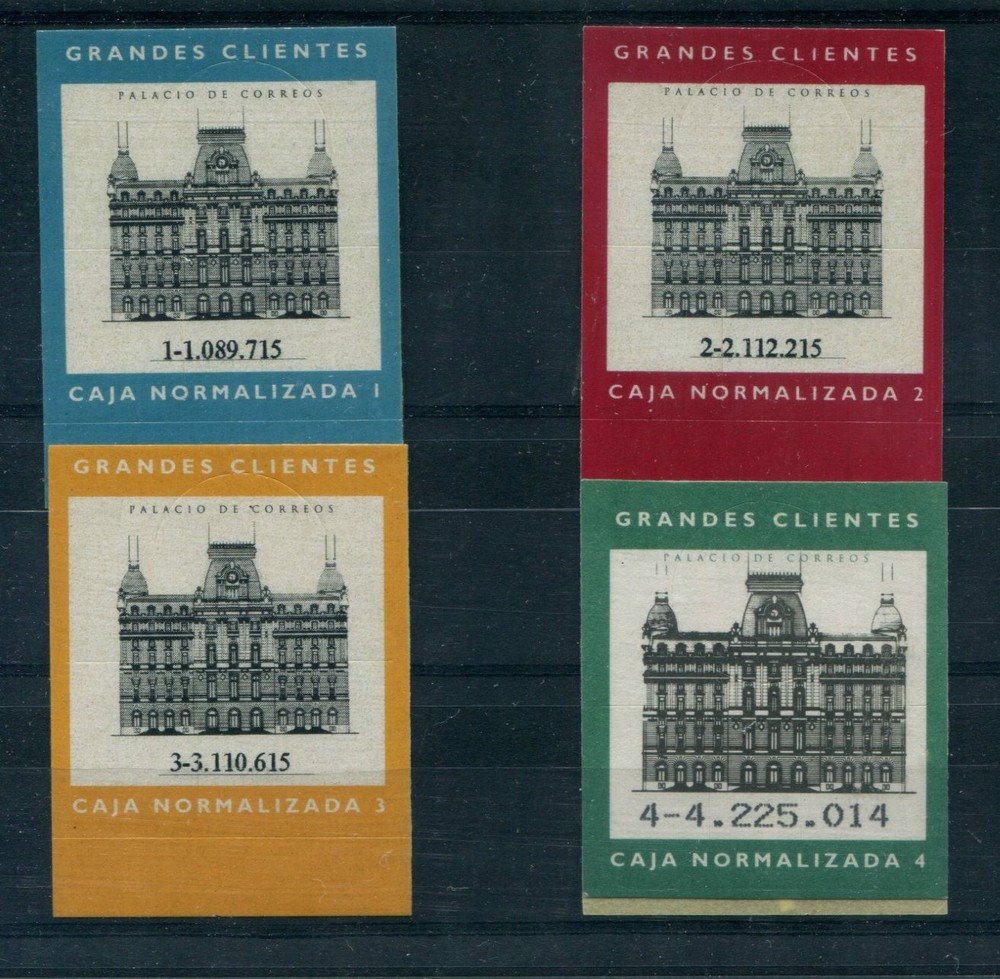 GRANDES CLIENTES
PALACIO DE CORREOS
1-1.089.715
CAJA NORMALIZADA 1
GRANDES CLIENTES
PALACIO DE CORREOS
2-2.112.215
CAJA NORMALIZADA 2
GRANDES CLIENTES
PALACIO DE CORREOS
3-3.110.615
CAJA NORMALIZADA 3
GRANDES CLIENTES
PALACIO DE CORREOS
4-4.225.014
CAJA NORMALIZADA 4